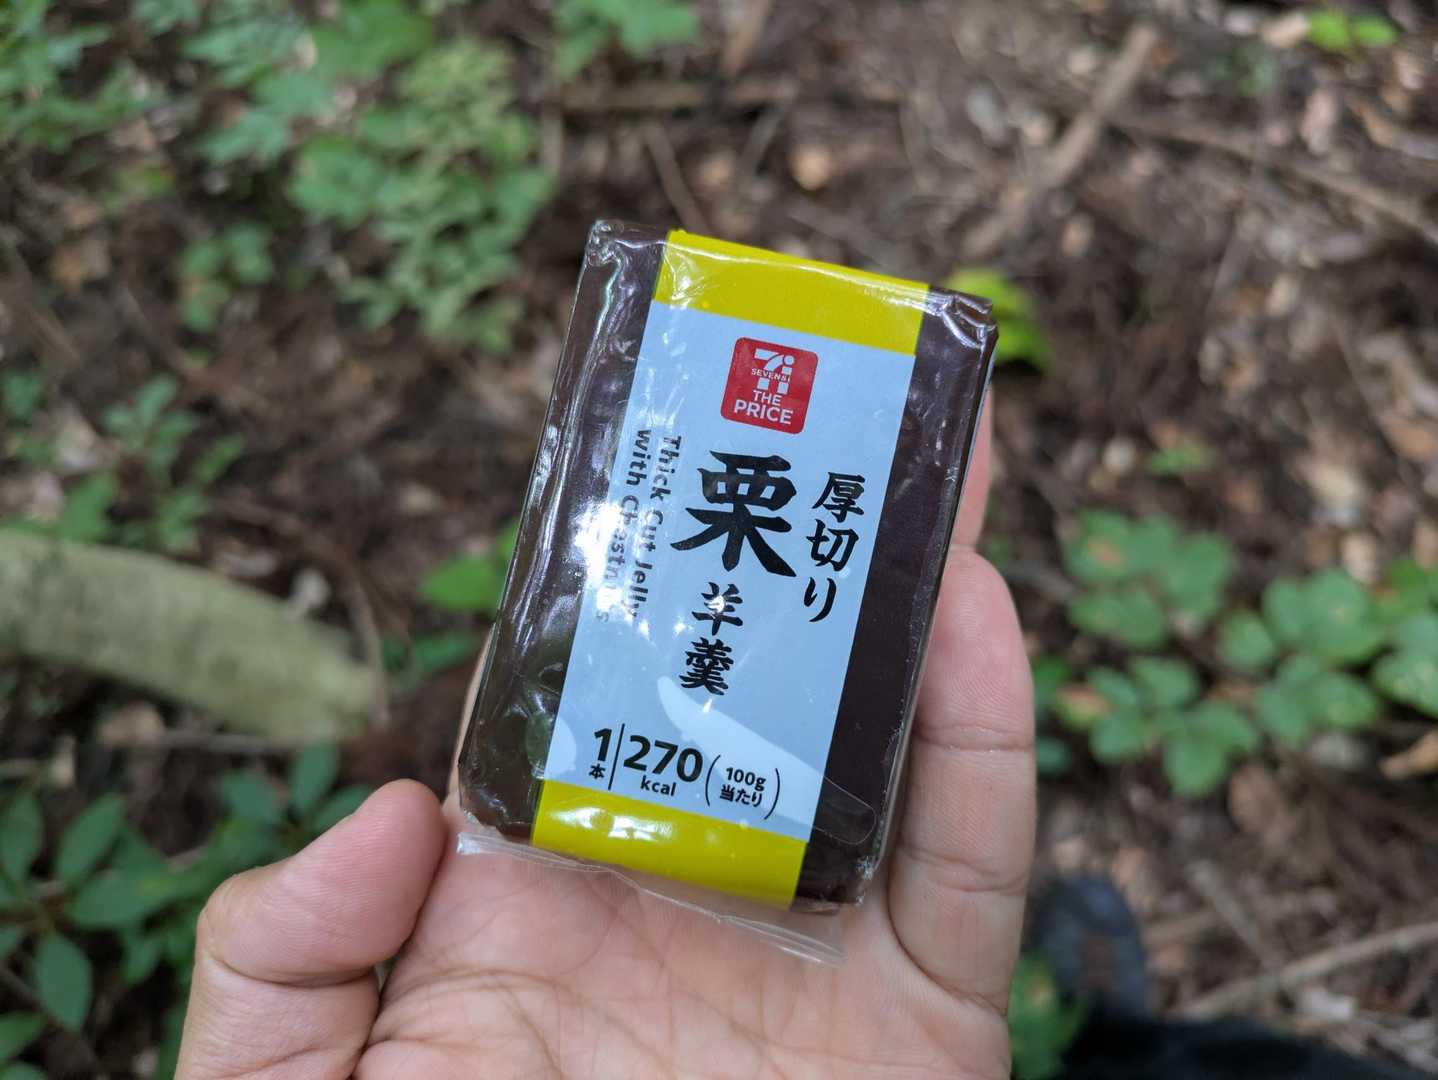 SEVEN&i
THE
PRICE
厚切り
栗
羊羹
Thick Cut Jelly
with Chestnuts
1本
270
kcal
(100g
当たり)